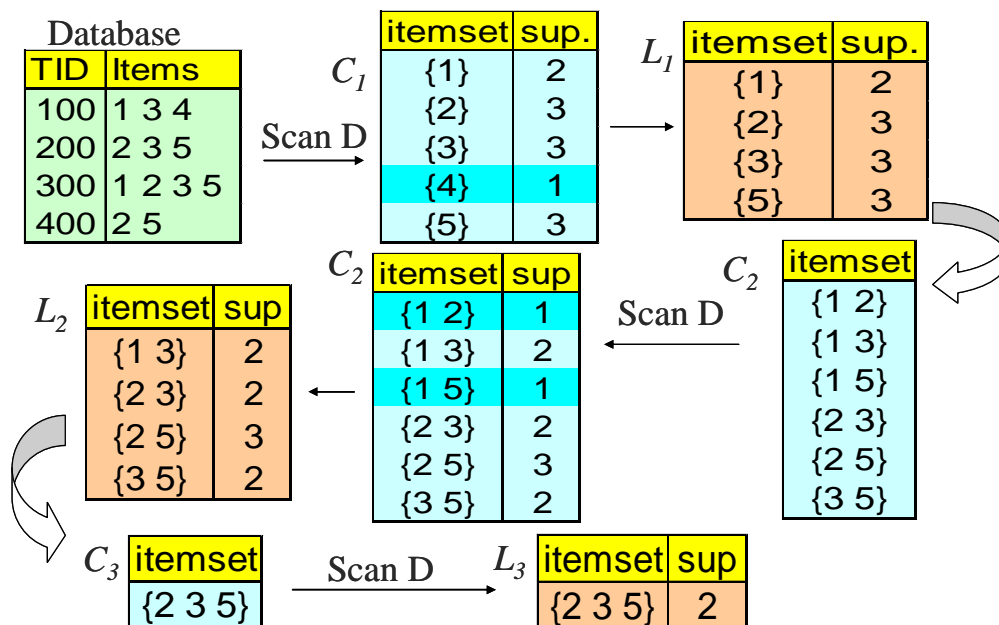 Database
TID Items
100 1 3 4
200 2 3 5
300 1 2 3 5
400 2 5
Scan D
C1
itemset sup.
{1} 2
{2} 3
{3} 3
{4} 1
{5} 3
L1
itemset sup.
{1} 2
{2} 3
{3} 3
{5} 3
C2
itemset
{1 2}
{1 3}
{1 5}
{2 3}
{2 5}
{3 5}
Scan D
C2
itemset sup
{1 2} 1
{1 3} 2
{1 5} 1
{2 3} 2
{2 5} 3
{3 5} 2
L2
itemset sup
{1 3} 2
{2 3} 2
{2 5} 3
{3 5} 2
C3
itemset
{2 3 5}
Scan D
L3
itemset sup
{2 3 5} 2